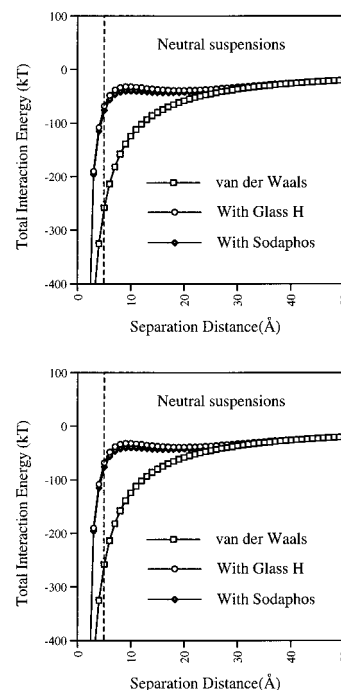 100
0
-100
-200
-300
-400
Total Interaction Energy (kT)
Neutral suspensions
van der Waals
With Glass H
With Sodaphos
0
10
20
30
40
Separation Distance(Å)
100
0
-100
-200
-300
-400
Total Interaction Energy (kT)
Neutral suspensions
van der Waals
With Glass H
With Sodaphos
0
10
20
30
40
Separation Distance(Å)